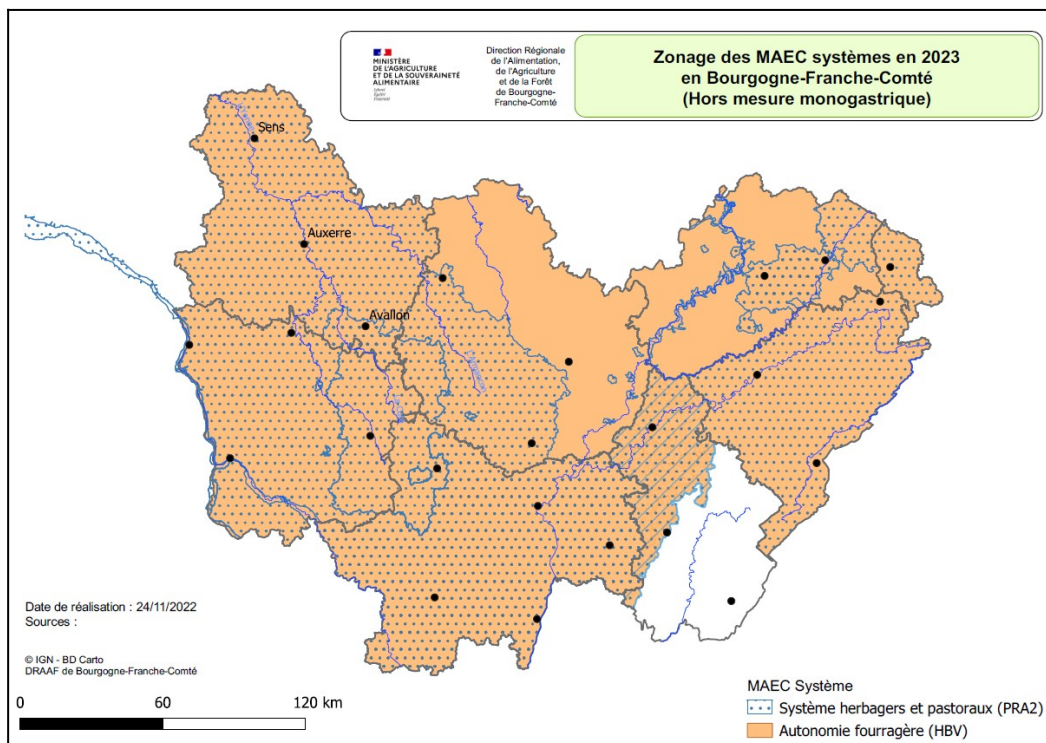 MINISTÈRE
DE L'AGRICULTURE
ET DE LA SOUVERAINETÉ
ALIMENTAIRE
Liberté
Égalité
Fraternité
Direction Régionale
de l'Alimentation,
de l'Agriculture
et de la Forêt
de Bourgogne-
Franche-Comté
Zonage des MAEC systèmes en 2023
en Bourgogne-Franche-Comté
(Hors mesure monogastrique)
Sens
Auxerre
Avallon
Date de réalisation : 24/11/2022
Sources :
© IGN - BD Carto
DRAAF de Bourgogne-Franche-Comté
0 60 120 km
MAEC Système
Système herbagers et pastoraux (PRA2)
Autonomie fourragère (HBV)